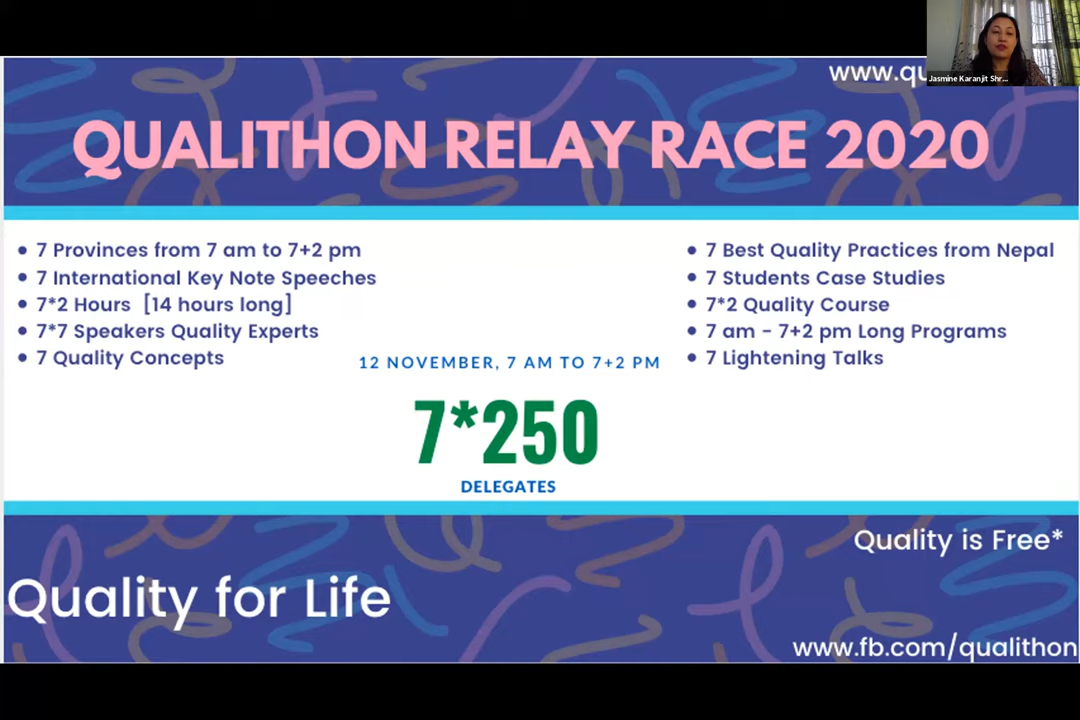 www.qu
Jasmine Karanjit Shr...
QUALITHON RELAY RACE 2020
7 Provinces from 7 am to 7+2 pm
7 International Key Note Speeches
7*2 Hours [14 hours long]
7*7 Speakers Quality Experts
7 Quality Concepts
7 Best Quality Practices from Nepal
7 Students Case Studies
7*2 Quality Course
7 am - 7+2 pm Long Programs
7 Lightening Talks
12 NOVEMBER, 7 AM TO 7+2 PM
7*250
DELEGATES
Quality is Free*
Quality for Life
www.fb.com/qualithon